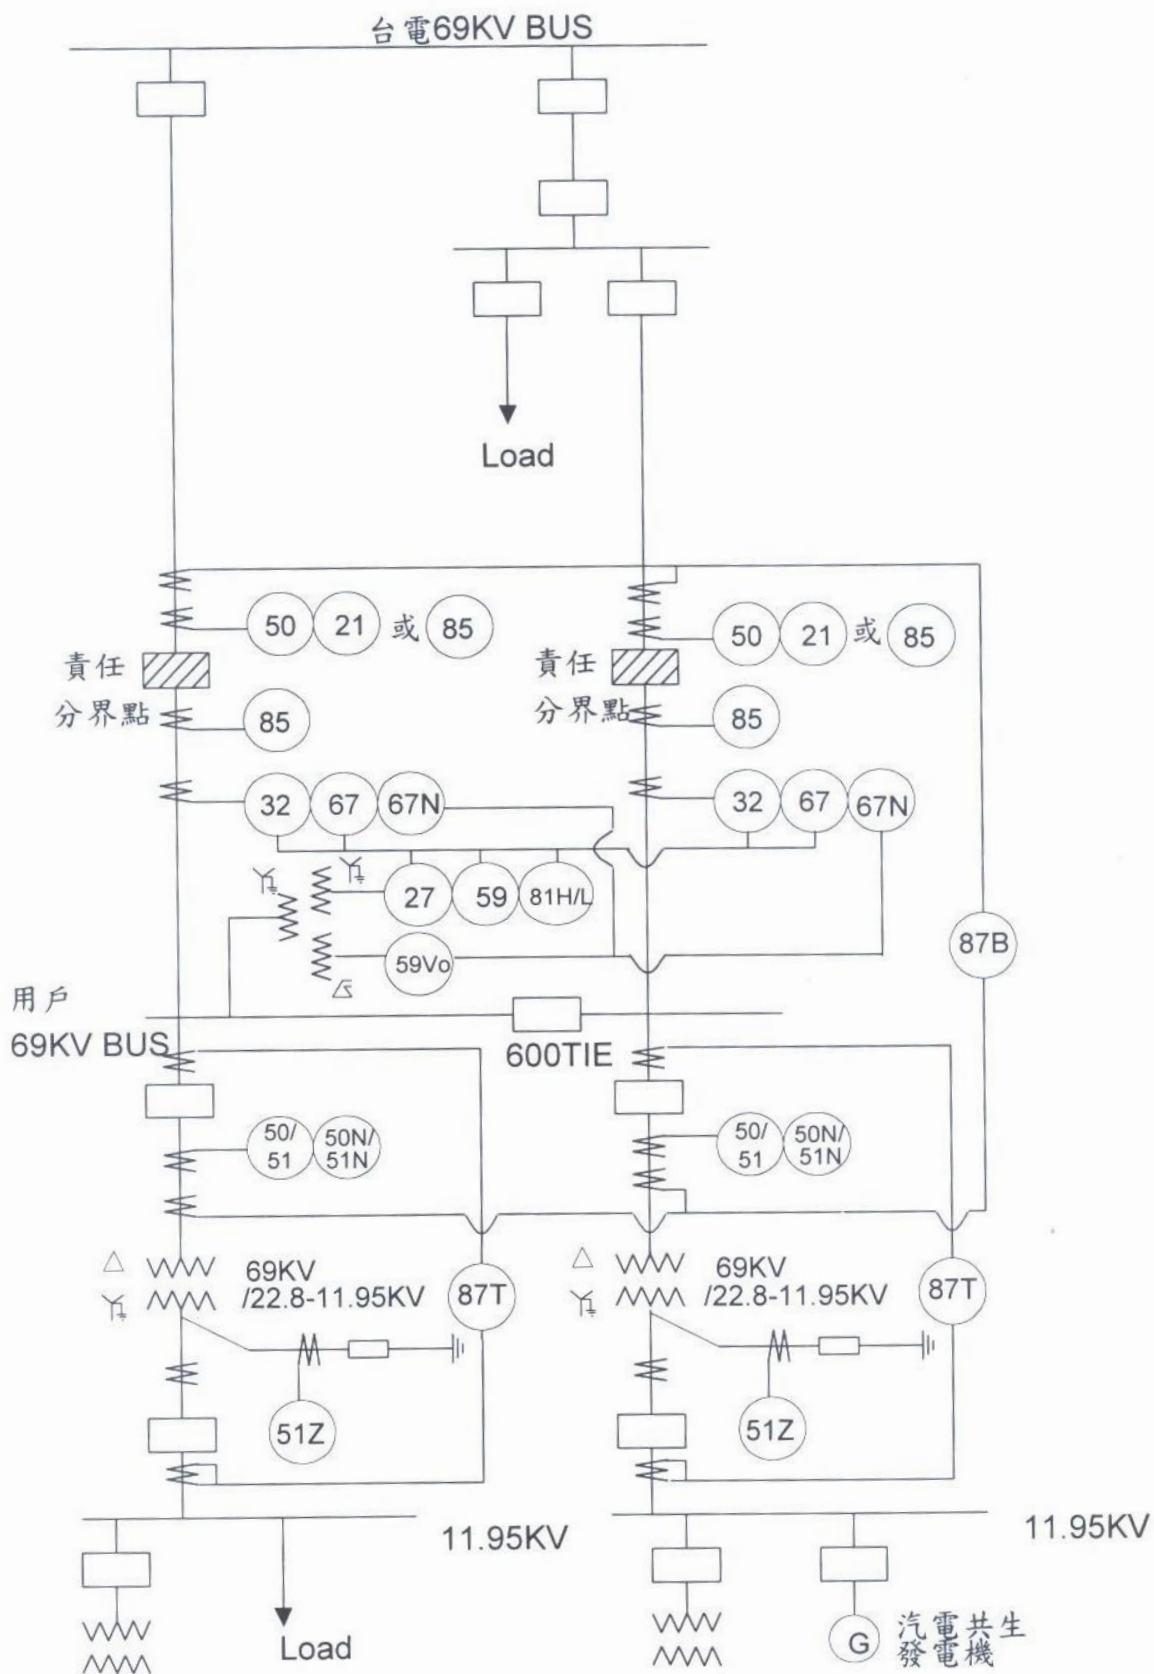 台電69KV BUS
Load
50 21 或 85
50 21 或 85
責任
分界點
責任
分界點
85
85
32 67 67N
32 67 67N
27 59 81H/L
59Vo
87B
用戶
69KV BUS
600TIE
50/
51
50N/
51N
50/
51
50N/
51N
69KV
/22.8-11.95KV
87T
69KV
/22.8-11.95KV
87T
51Z
51Z
11.95KV
11.95KV
Load
G
汽電共生
發電機